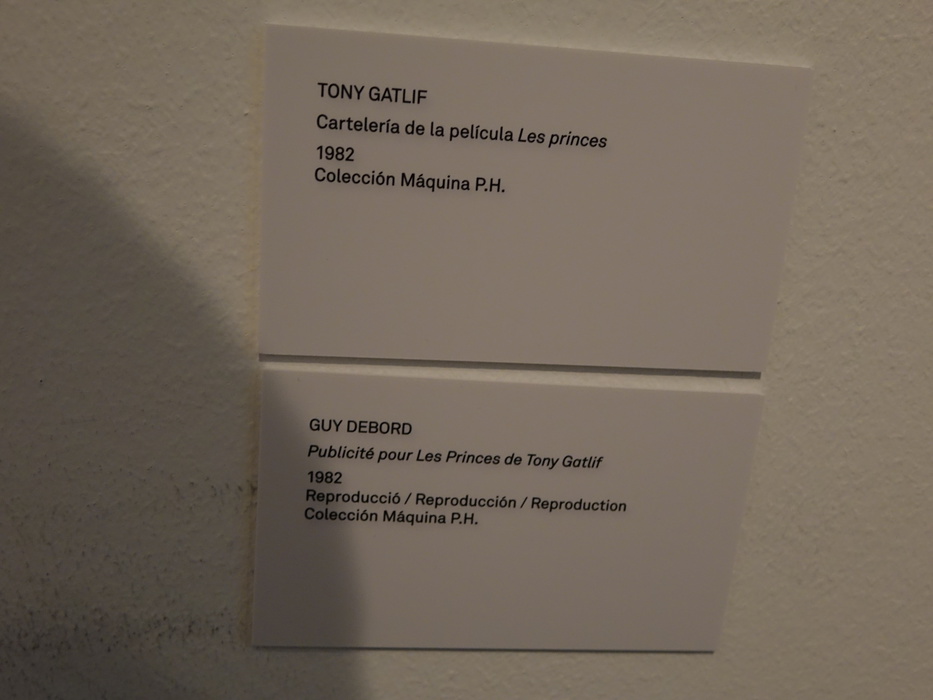 TONY GATLIF
Cartelería de la película Les princes
1982
Colección Máquina P.H.
GUY DEBORD
Publicité pour Les Princes de Tony Gatlif
1982
Reproducció / Reproducción / Reproduction
Colección Máquina P.H.